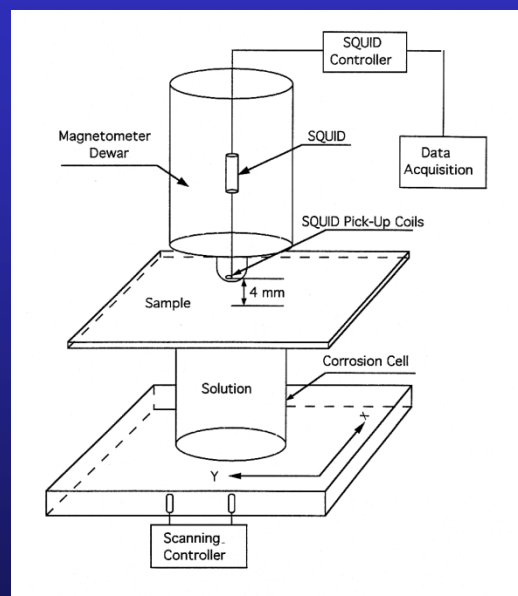 SQUID
Controller
Magnetometer
Dewar
SQUID
Data
Acquisition
SQUID Pick-Up Coils
4 mm
Sample
Corrosion Cell
Solution
X
Y
Scanning
Controller